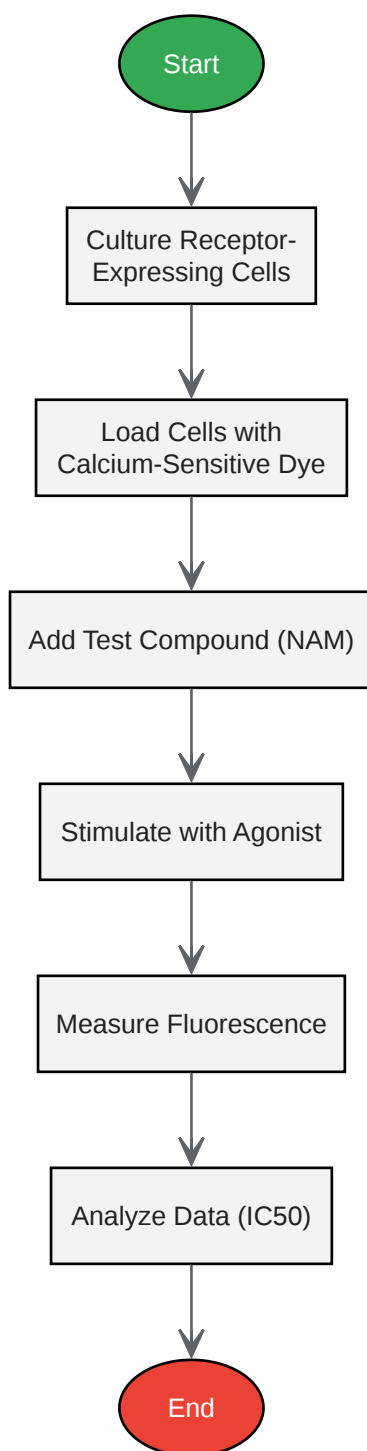 Start
Culture Receptor-
Expressing Cells
Load Cells with
Calcium-Sensitive Dye
Add Test Compound (NAM)
Stimulate with Agonist
Measure Fluorescence
Analyze Data (IC50)
End